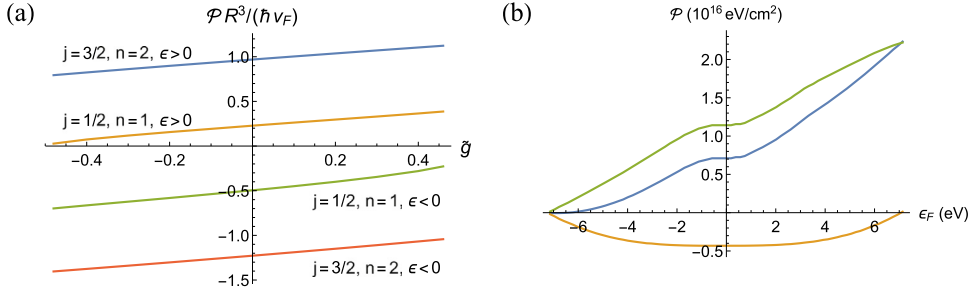 (a)
𝒫 R³/(ħ v_F)
j = 3/2, n = 2, ϵ > 0
1.0
0.5
j = 1/2, n = 1, ϵ > 0
g̃
−0.4 −0.2 0.2 0.4
−0.5
j = 1/2, n = 1, ϵ < 0
−1.0
j = 3/2, n = 2, ϵ < 0
−1.5
(b)
𝒫 (10¹⁶ eV/cm²)
2.0
1.5
1.0
0.5
ϵ_F (eV)
−6 −4 −2 2 4 6
−0.5